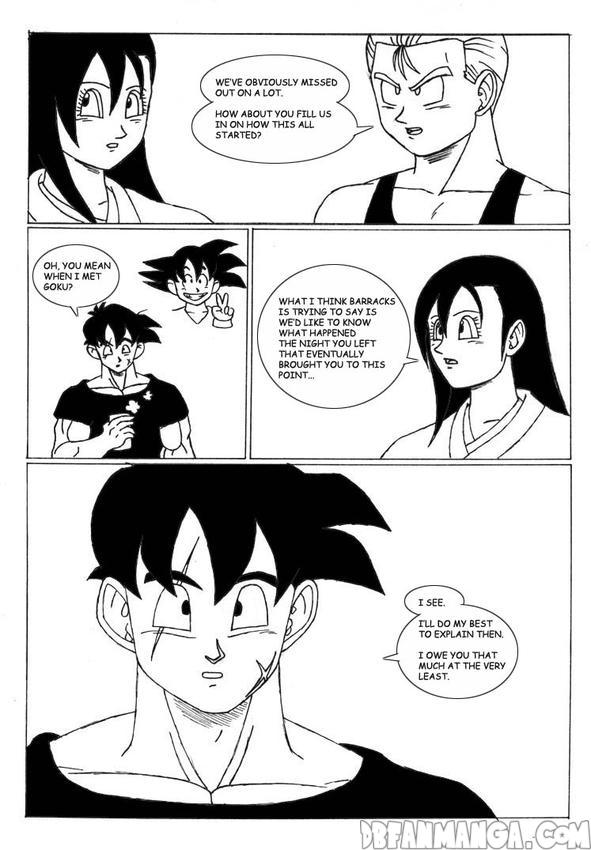 WE'VE OBVIOUSLY MISSED
OUT ON A LOT.
HOW ABOUT YOU FILL US
IN ON HOW THIS ALL
STARTED?
OH, YOU MEAN
WHEN I MET
GOKU?
WHAT I THINK BARRACKS
IS TRYING TO SAY IS
WE'D LIKE TO KNOW
WHAT HAPPENED
THE NIGHT YOU LEFT
THAT EVENTUALLY
BROUGHT YOU TO THIS
POINT...
I SEE.
I'LL DO MY BEST
TO EXPLAIN THEN.
I OWE YOU THAT
MUCH AT THE VERY
LEAST.
DBFANMANGA.COM